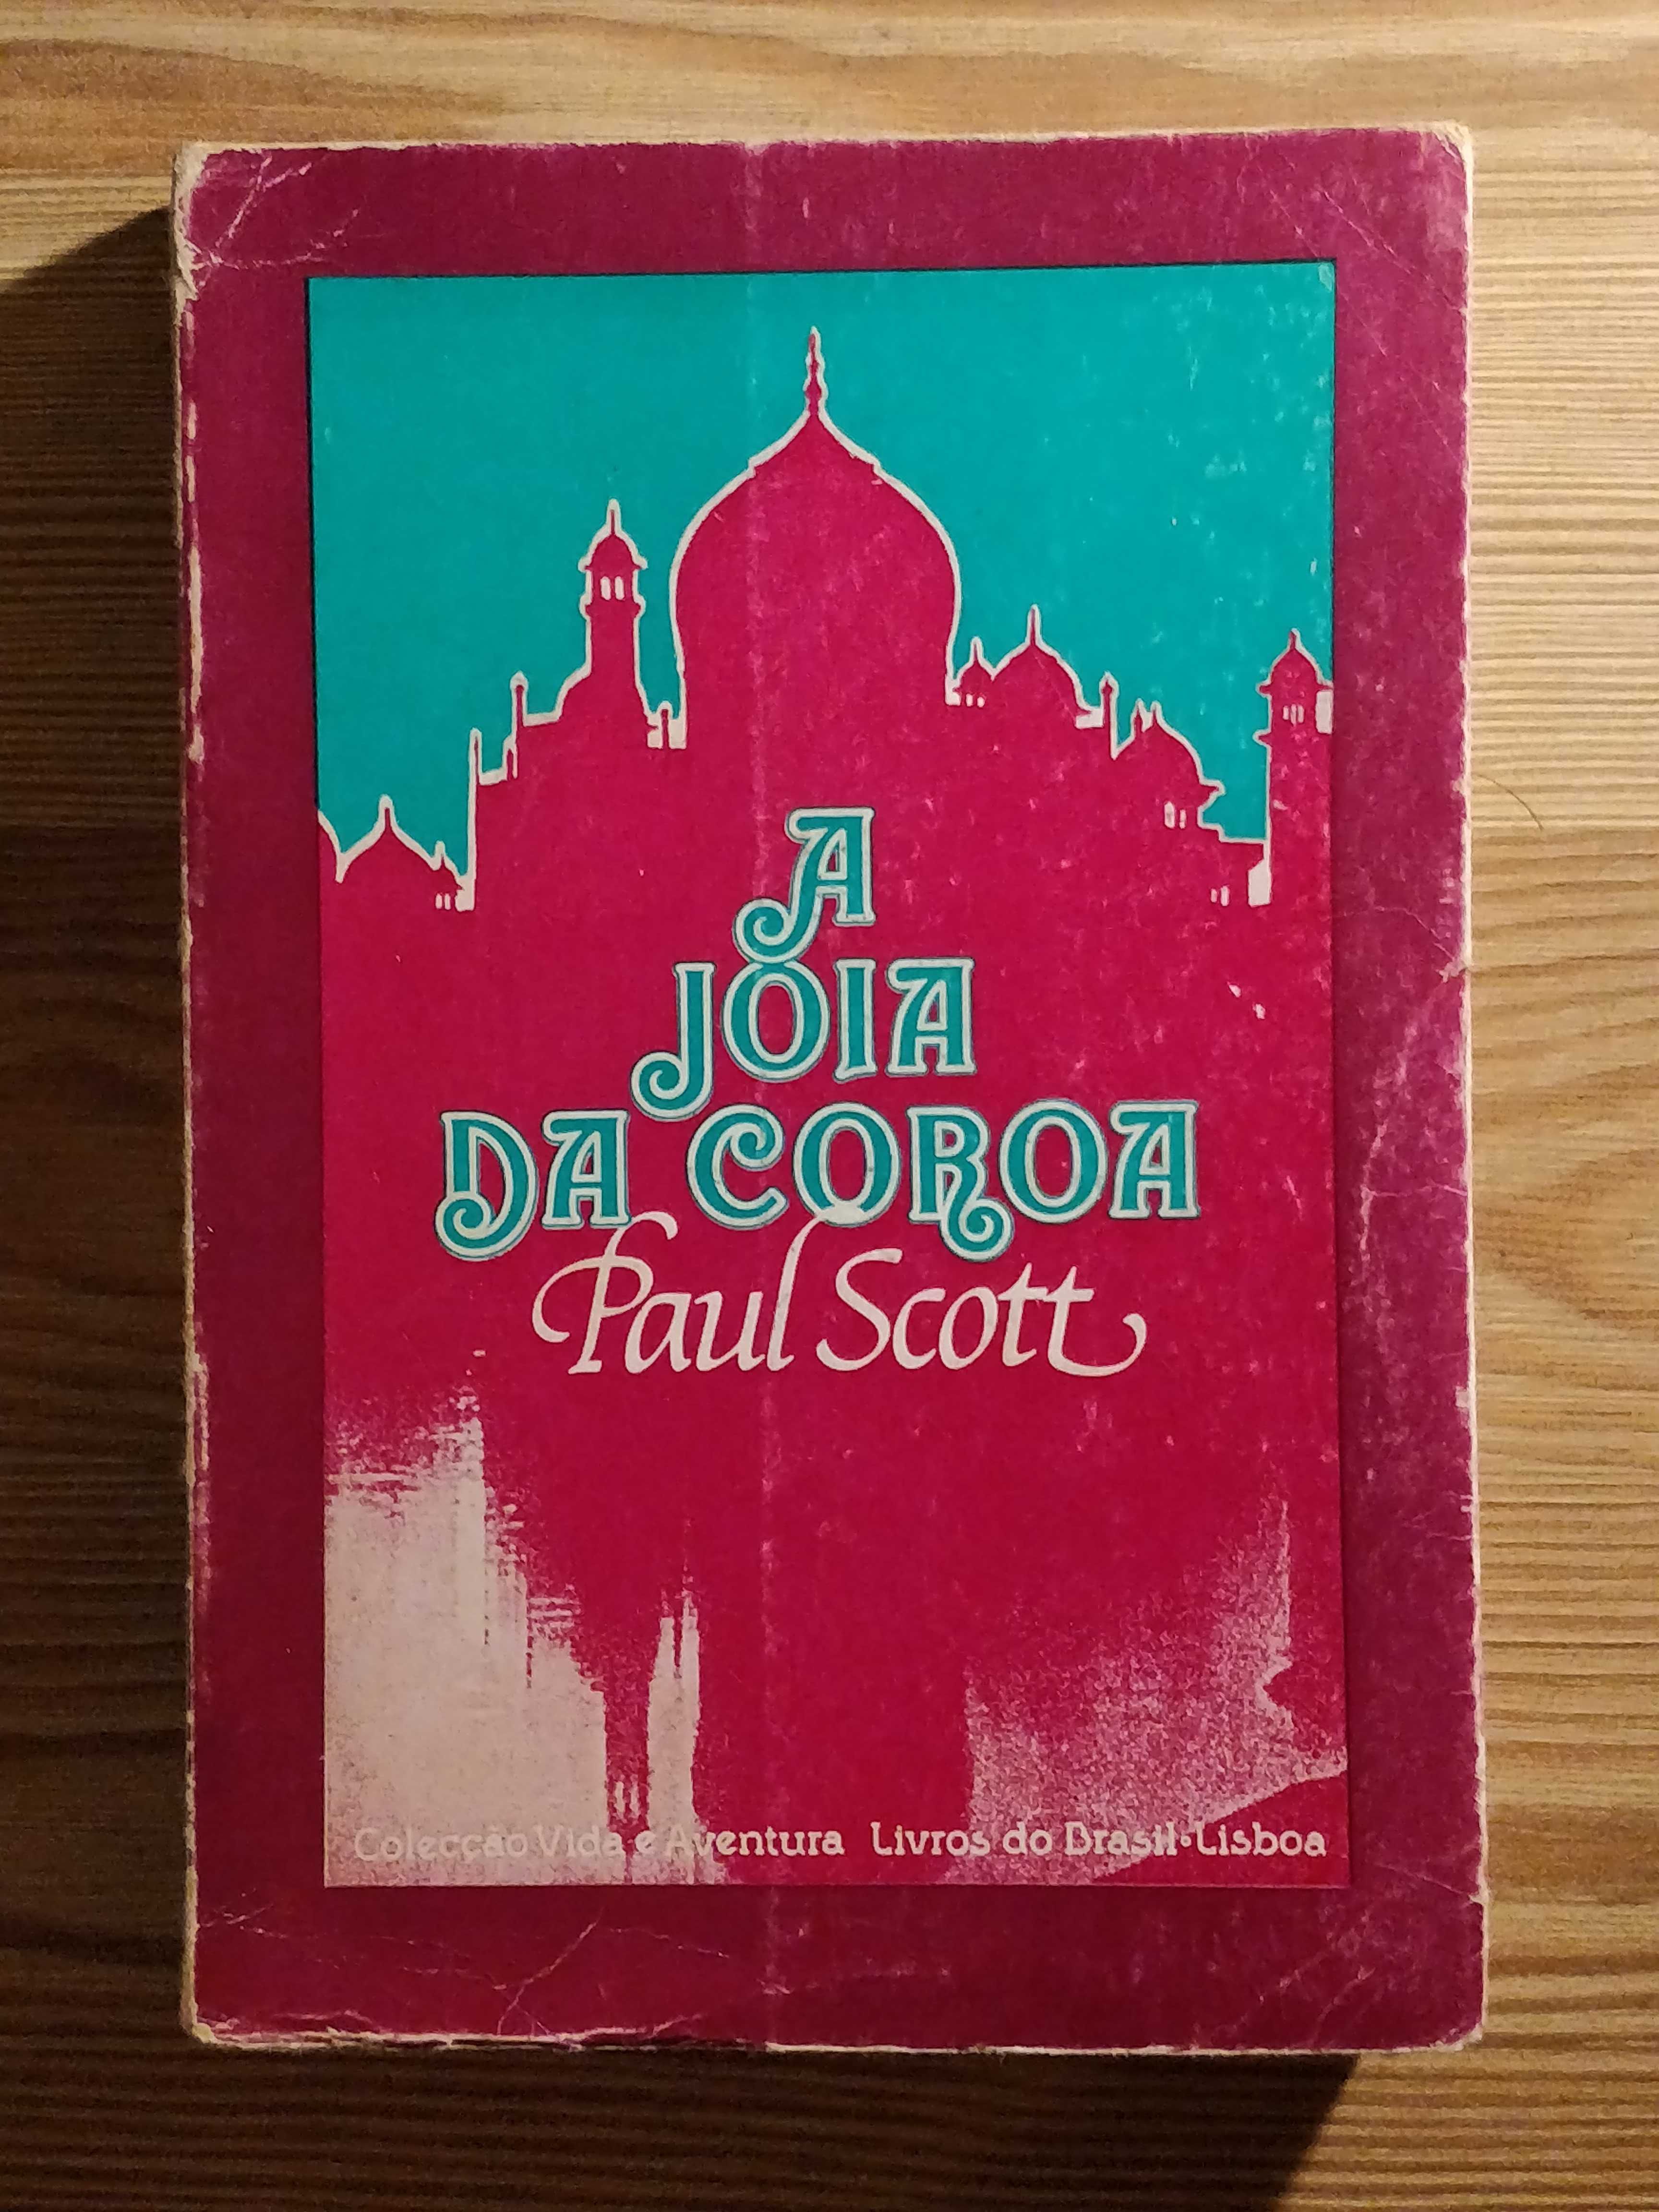 A
JOIA
DA COROA
Paul Scott
Colecção Vida e Aventura Livros do Brasil•Lisboa